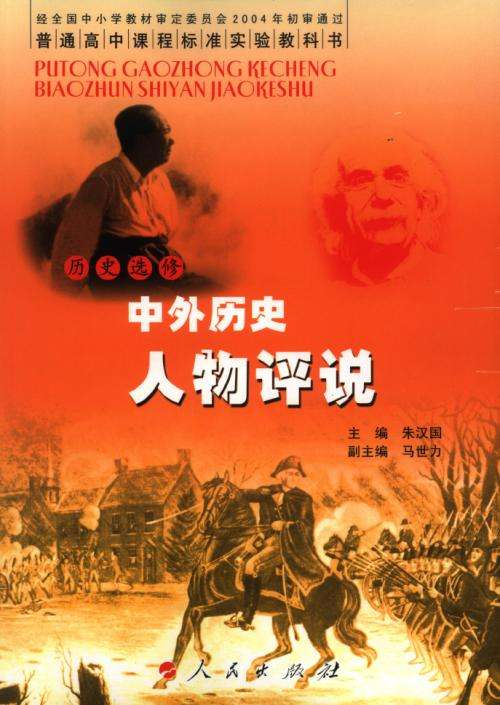 经全国中小学教材审定委员会2004年初审通过
普通高中课程标准实验教科书
PUTONG GAOZHONG KECHENG
BIAOZHUN SHIYAN JIAOKESHU
历史选修
中外历史
人物评说
主编 朱汉国
副主编 马世力
人民出版社